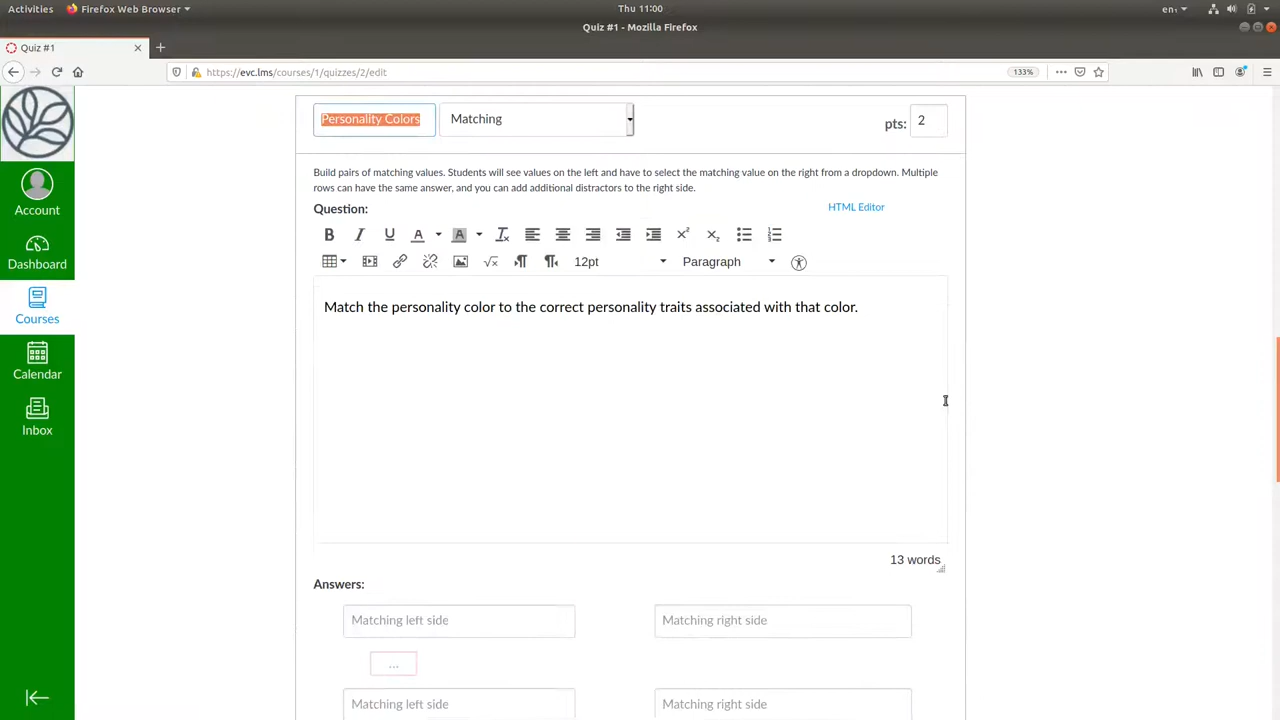 Activities
Firefox Web Browser
Thu 11:00
en
Quiz #1 - Mozilla Firefox
Quiz #1
https://evc.lms/courses/1/quizzes/2/edit
133%
Personality Colors
Matching
pts:
2
Build pairs of matching values. Students will see values on the left and have to select the matching value on the right from a dropdown. Multiple
rows can have the same answer, and you can add additional distractors to the right side.
Question:
HTML Editor
12pt
Paragraph
Match the personality color to the correct personality traits associated with that color.
13 words
Answers:
Matching left side
Matching right side
...
Matching left side
Matching right side
Account
Dashboard
Courses
Calendar
Inbox